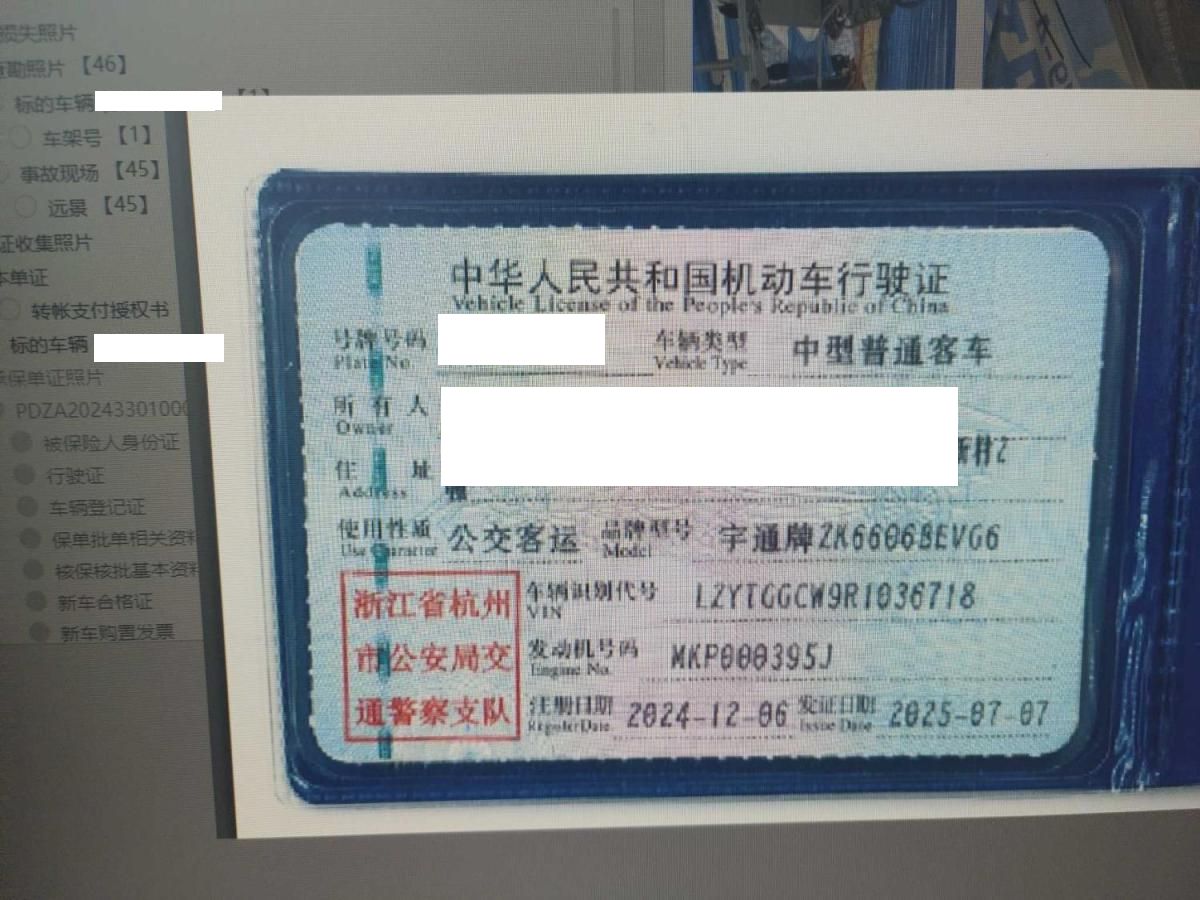 损失照片
查勘照片 【46】
标的车辆
【1】
车架号 【1】
事故现场 【45】
远景 【45】
证收集照片
本单证
转帐支付授权书
标的车辆
承保单证照片
PDZA20243301000
被保险人身份证
行驶证
车辆登记证
保单批单相关资料
核保核批基本资料
新车合格证
新车购置发票
中华人民共和国机动车行驶证
Vehicle License of the People's Republic of China
号牌号码 车辆类型 中型普通客车
Plate No. Vehicle Type
所有人
Owner
住址
Address
使用性质 公交客运 品牌型号 宇通牌ZK6606BEVG6
Use Character Model
浙江省杭州
市公安局交
通警察支队
车辆识别代号 LZYTGGCW9R1036718
VIN
发动机号码 MKP000395J
Engine No.
注册日期 2024-12-06 发证日期 2025-07-07
Register Date Issue Date